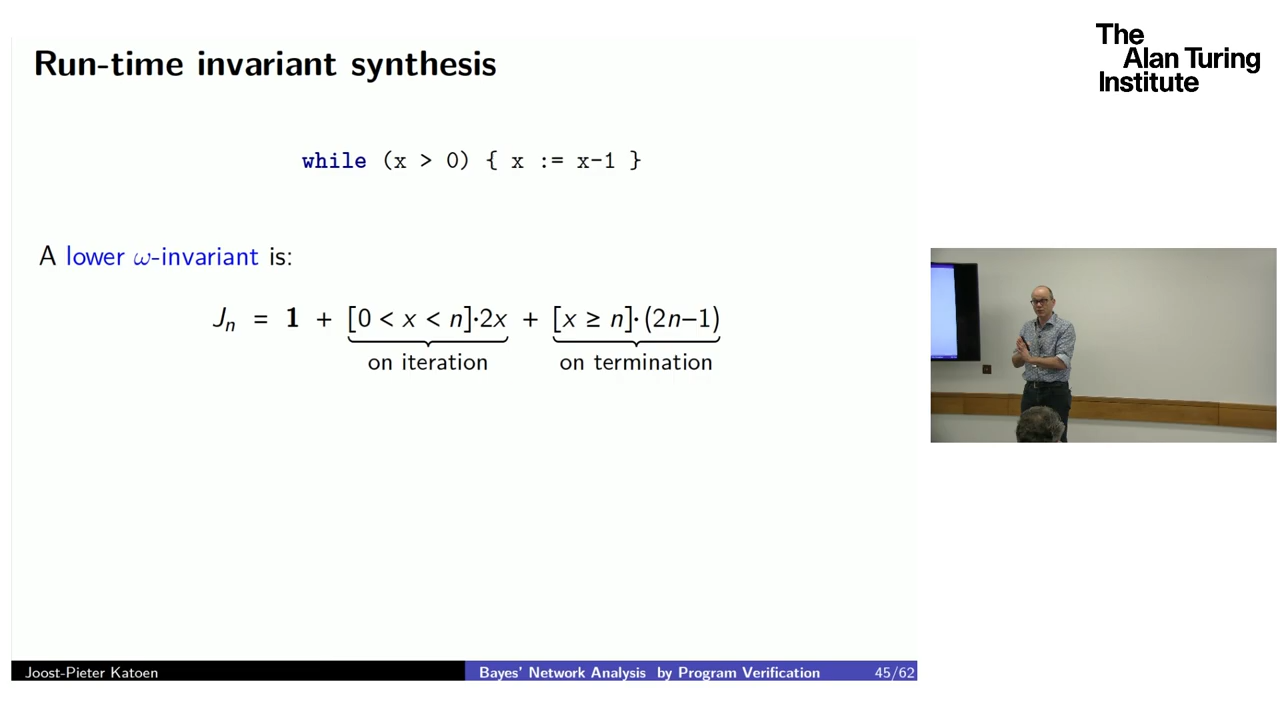 Run-time invariant synthesis
The
Alan Turing
Institute
while (x > 0) { x := x-1 }
A lower ω-invariant is:
Jₙ = 1 + [0 < x < n]·2x + [x ≥ n]·(2n−1)
on iteration on termination
Joost-Pieter Katoen Bayes' Network Analysis by Program Verification 45/62